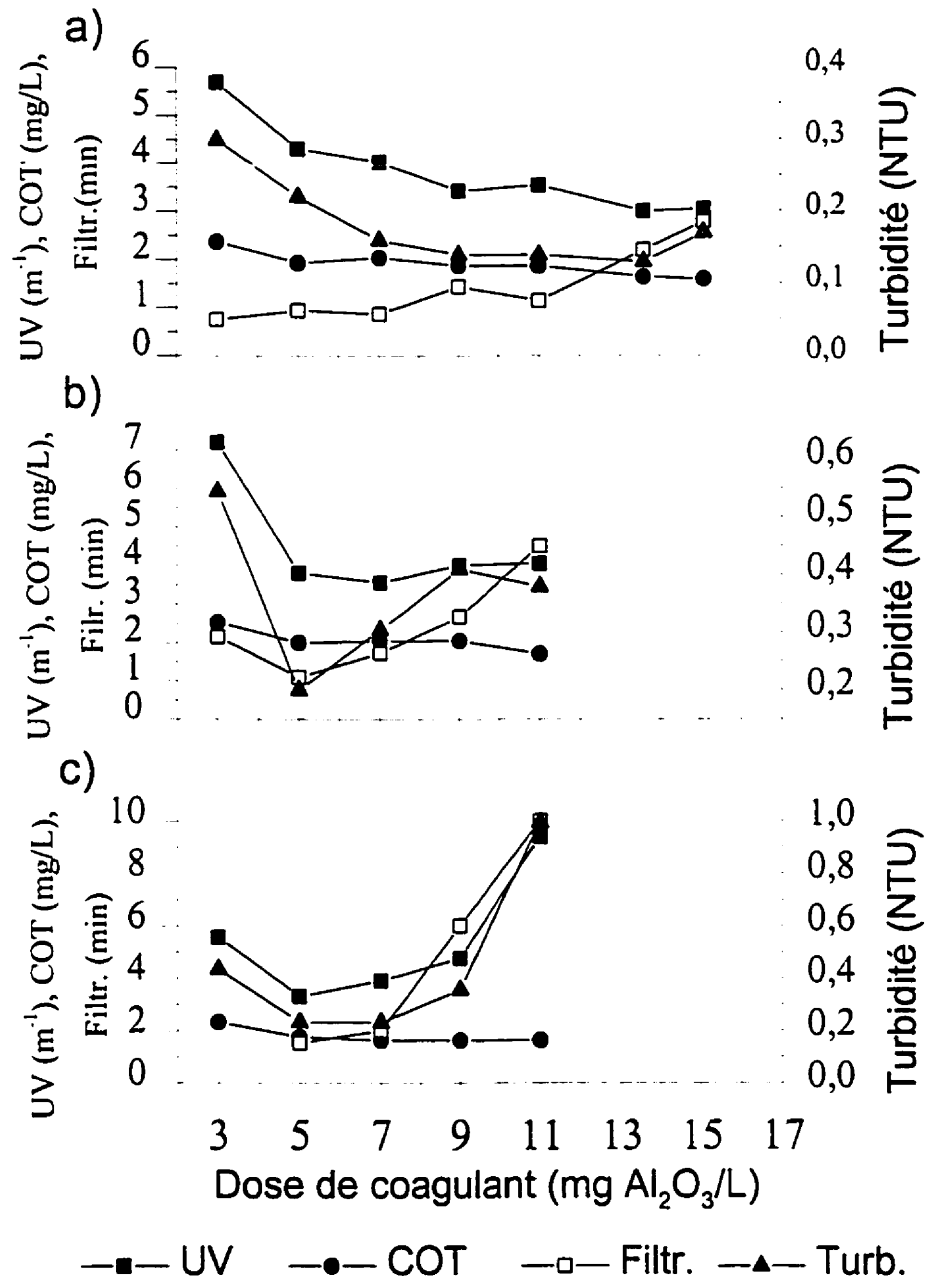 a)
UV (m⁻¹), COT (mg/L),
Filtr.(min)
6
5
4
3
2
1
0
0,4
0,3
0,2
0,1
0,0
Turbidité (NTU)
b)
UV (m⁻¹), COT (mg/L),
Filr. (min)
7
6
5
4
3
2
1
0
0,6
0,5
0,4
0,3
0,2
Turbidité (NTU)
c)
UV (m⁻¹), COT (mg/L),
Filtr. (min)
10
8
6
4
2
0
1,0
0,8
0,6
0,4
0,2
0,0
Turbidité (NTU)
3 5 7 9 11 13 15 17
Dose de coagulant (mg Al₂O₃/L)
UV COT Filtr. Turb.